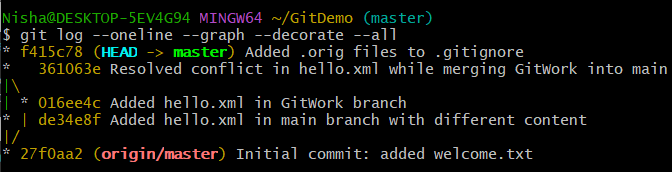 Nisha@DESKTOP-5EV4G94 MINGW64 ~/GitDemo (master)
$ git log --oneline --graph --decorate --all
* f415c78 (HEAD -> master) Added .orig files to .gitignore
*   361063e Resolved conflict in hello.xml while merging GitWork into main
|\
| * 016ee4c Added hello.xml in GitWork branch
* | de34e8f Added hello.xml in main branch with different content
|/
* 27f0aa2 (origin/master) Initial commit: added welcome.txt